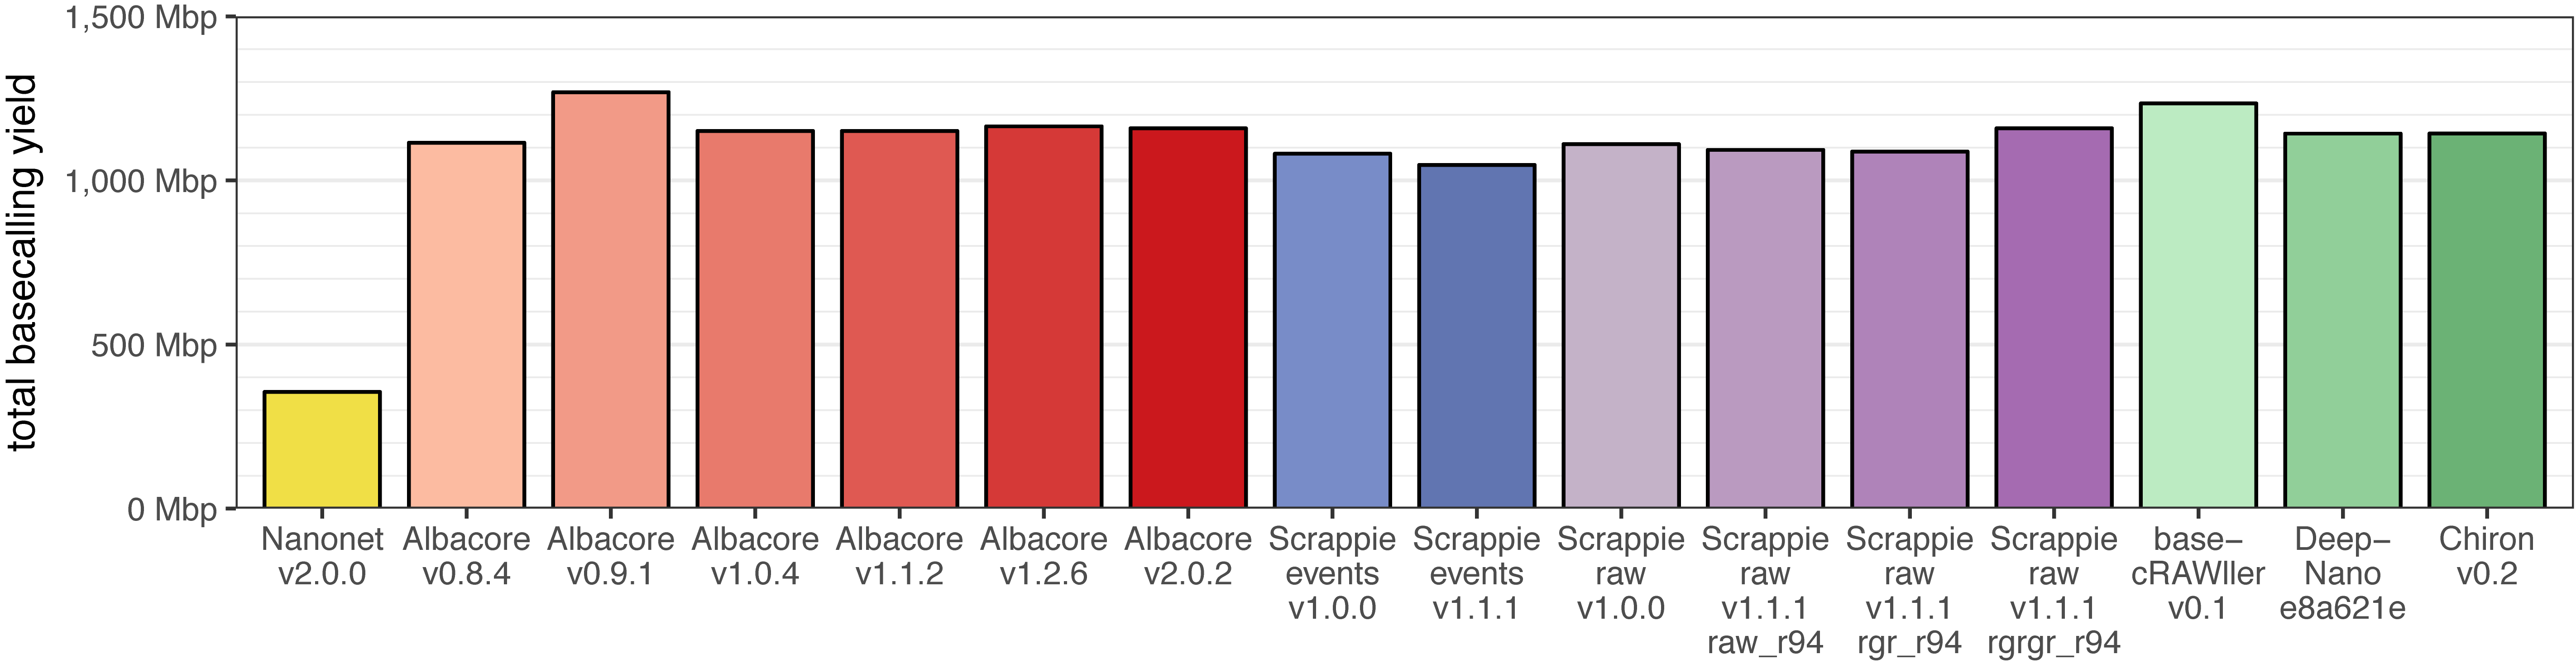 total basecalling yield
1,500 Mbp
1,000 Mbp
500 Mbp
0 Mbp
Nanonet
v2.0.0
Albacore
v0.8.4
Albacore
v0.9.1
Albacore
v1.0.4
Albacore
v1.1.2
Albacore
v1.2.6
Albacore
v2.0.2
Scrappie
events
v1.0.0
Scrappie
events
v1.1.1
Scrappie
raw
v1.0.0
Scrappie
raw
v1.1.1
raw_r94
Scrappie
raw
v1.1.1
rgr_r94
Scrappie
raw
v1.1.1
rgrgr_r94
base−
cRAWller
v0.1
Deep−
Nano
e8a621e
Chiron
v0.2